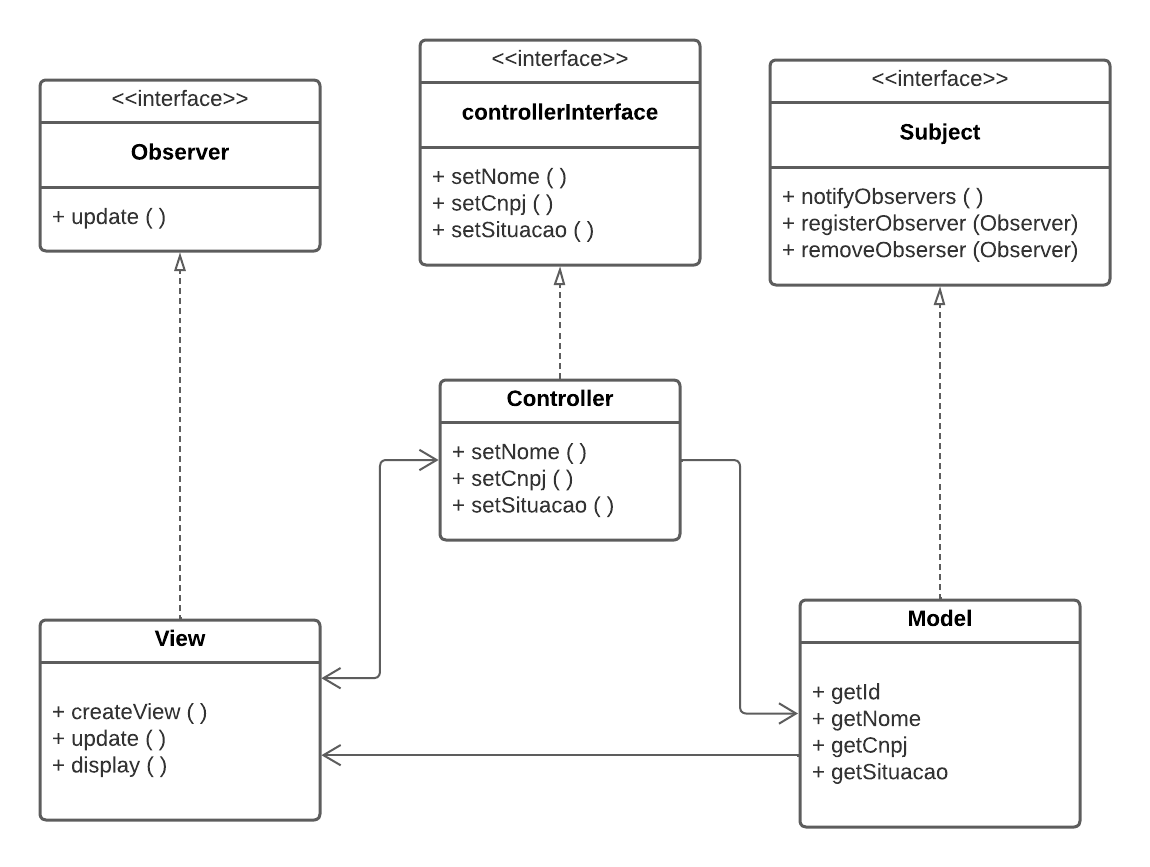 <<interface>>
Observer
+ update ( )
<<interface>>
controllerInterface
+ setNome ( )
+ setCnpj ( )
+ setSituacao ( )
<<interface>>
Subject
+ notifyObservers ( )
+ registerObserver (Observer)
+ removeObserser (Observer)
Controller
+ setNome ( )
+ setCnpj ( )
+ setSituacao ( )
View
+ createView ( )
+ update ( )
+ display ( )
Model
+ getId
+ getNome
+ getCnpj
+ getSituacao